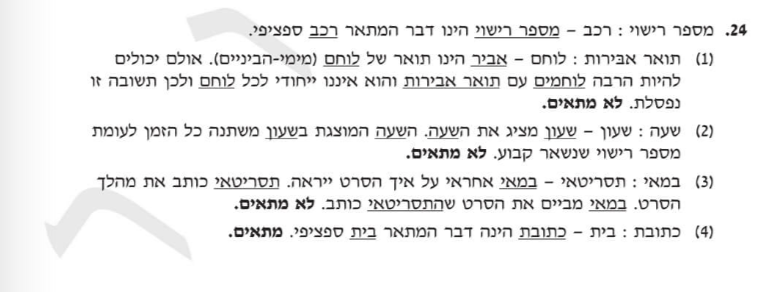 24. מספר רישוי : רכב – מספר רישוי הינו דבר המתאר רכב ספציפי.
(1) תואר אבירות : לוחם – אביר הינו תואר של לוחם (מימי-הביניים). אולם יכולים
להיות הרבה לוחמים עם תואר אבירות והוא איננו ייחודי לכל לוחם ולכן תשובה זו
נפסלת. לא מתאים.
(2) שעה : שעון – שעון מציג את השעה. השעה המוצגת בשעון משתנה כל הזמן לעומת
מספר רישוי שנשאר קבוע. לא מתאים.
(3) במאי : תסריטאי – במאי אחראי על איך הסרט ייראה. תסריטאי כותב את מהלך
הסרט. במאי מביים את הסרט שהתסריטאי כותב. לא מתאים.
(4) כתובת : בית – כתובת הינה דבר המתאר בית ספציפי. מתאים.